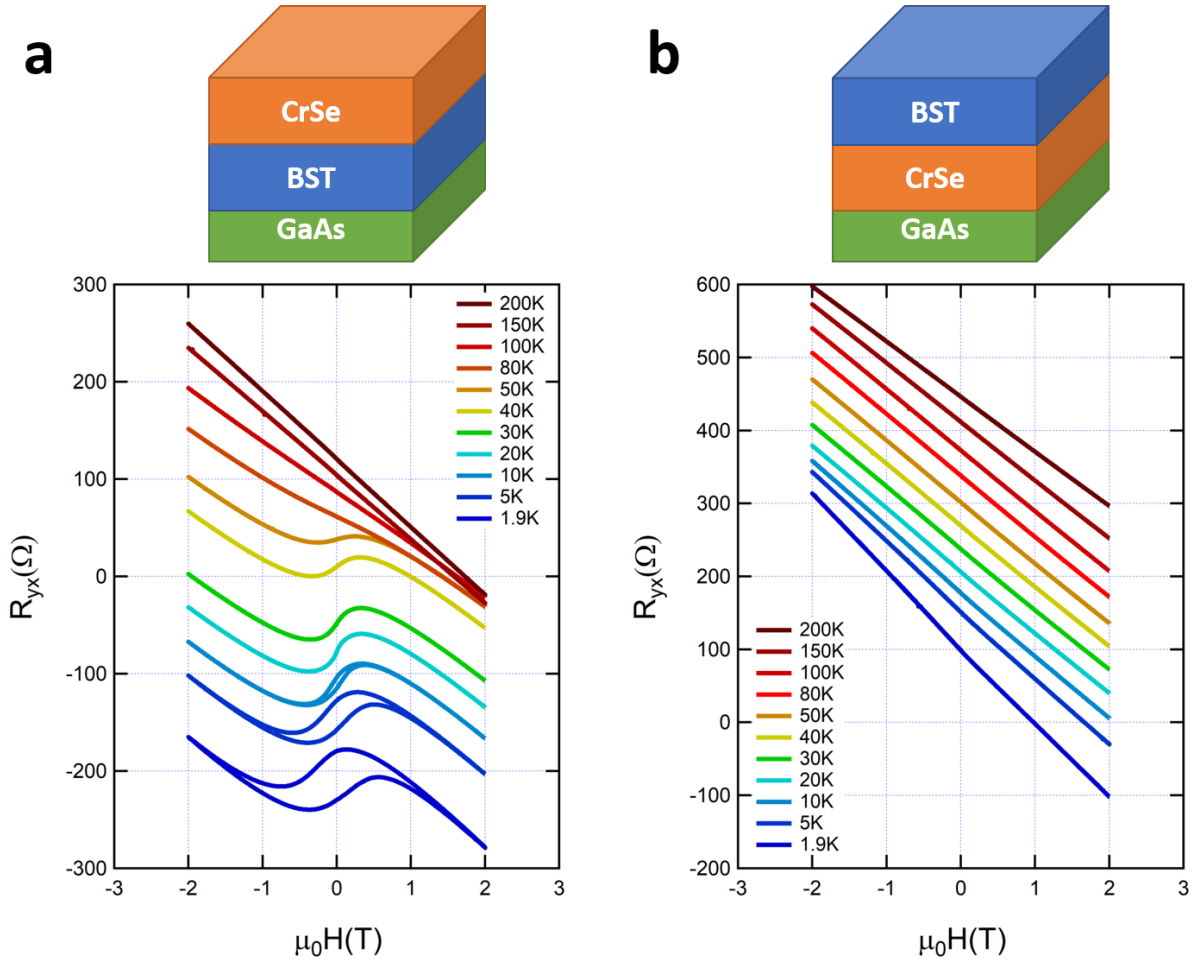 a
CrSe
BST
GaAs
300
200
100
0
-100
-200
-300
-3
-2
-1
0
1
2
3
R_yx(Ω)
μ₀H(T)
200K
150K
100K
80K
50K
40K
30K
20K
10K
5K
1.9K
b
BST
CrSe
GaAs
600
500
400
300
200
100
0
-100
-200
-3
-2
-1
0
1
2
3
R_yx(Ω)
μ₀H(T)
200K
150K
100K
80K
50K
40K
30K
20K
10K
5K
1.9K